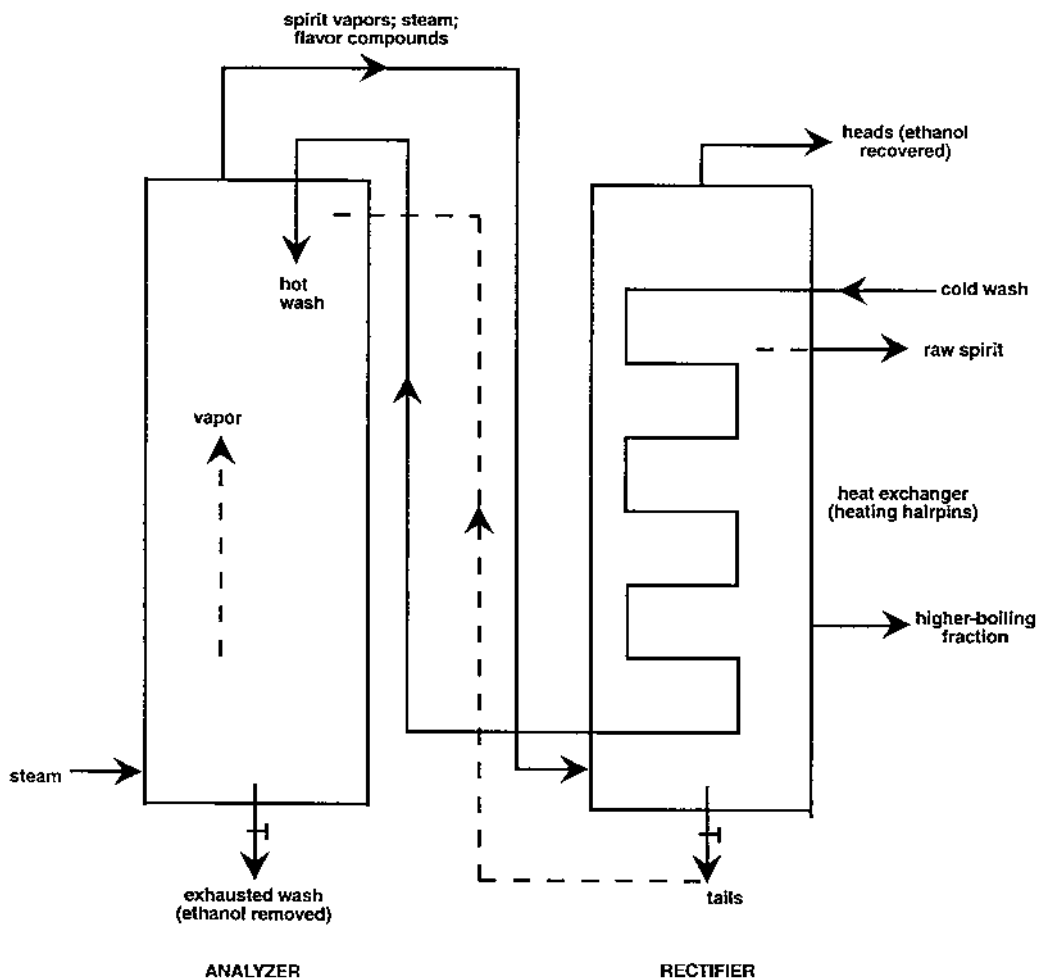 spirit vapors; steam;
flavor compounds
heads (ethanol
recovered)
hot
wash
cold wash
raw spirit
vapor
heat exchanger
(heating hairpins)
higher-boiling
fraction
steam
exhausted wash
(ethanol removed)
tails
ANALYZER
RECTIFIER